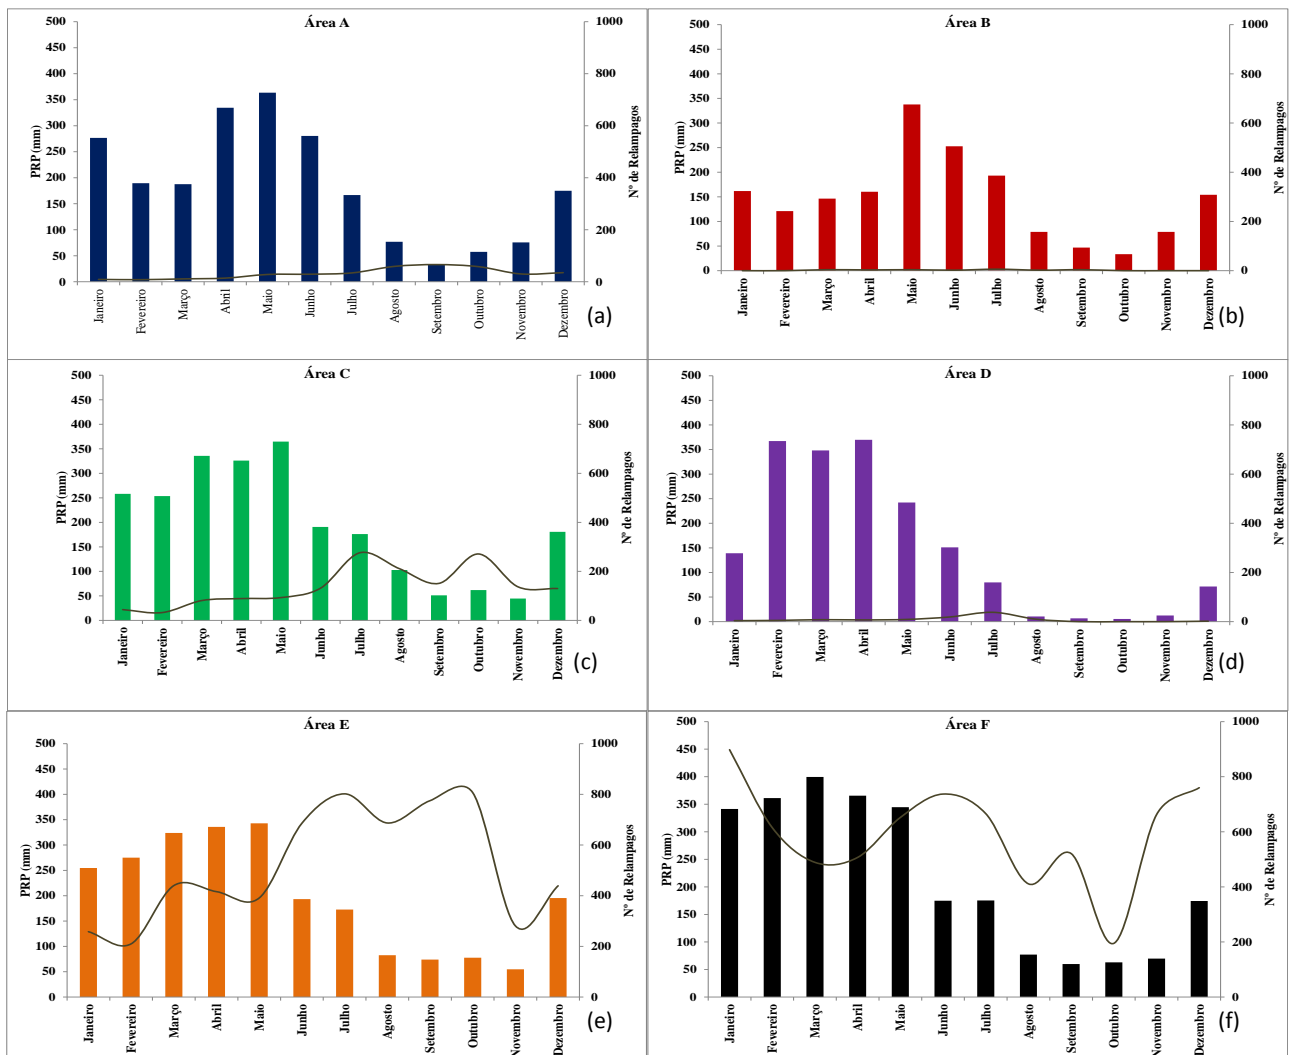 Área A
500
450
400
350
300
250
200
150
100
50
0
PRP (mm)
1000
800
600
400
200
0
Nº de Relampagos
Janeiro
Fevereiro
Março
Abril
Maio
Junho
Julho
Agosto
Setembro
Outubro
Novembro
Dezembro
(a)
Área B
500
450
400
350
300
250
200
150
100
50
0
PRP (mm)
1000
800
600
400
200
0
Nº de Relampagos
Janeiro
Fevereiro
Março
Abril
Maio
Junho
Julho
Agosto
Setembro
Outubro
Novembro
Dezembro
(b)
Área C
500
450
400
350
300
250
200
150
100
50
0
PRP (mm)
1000
800
600
400
200
0
Nº de Relampagos
Janeiro
Fevereiro
Março
Abril
Maio
Junho
Julho
Agosto
Setembro
Outubro
Novembro
Dezembro
(c)
Área D
500
450
400
350
300
250
200
150
100
50
0
PRP (mm)
1000
800
600
400
200
0
Nº de Relampagos
Janeiro
Fevereiro
Março
Abril
Maio
Junho
Julho
Agosto
Setembro
Outubro
Novembro
Dezembro
(d)
Área E
500
450
400
350
300
250
200
150
100
50
0
PRP (mm)
1000
800
600
400
200
0
Nº de Relampagos
Janeiro
Fevereiro
Março
Abril
Maio
Junho
Julho
Agosto
Setembro
Outubro
Novembro
Dezembro
(e)
Área F
500
450
400
350
300
250
200
150
100
50
0
PRP (mm)
1000
800
600
400
200
0
Nº de Relampagos
Janeiro
Fevereiro
Março
Abril
Maio
Junho
Julho
Agosto
Setembro
Outubro
Novembro
Dezembro
(f)